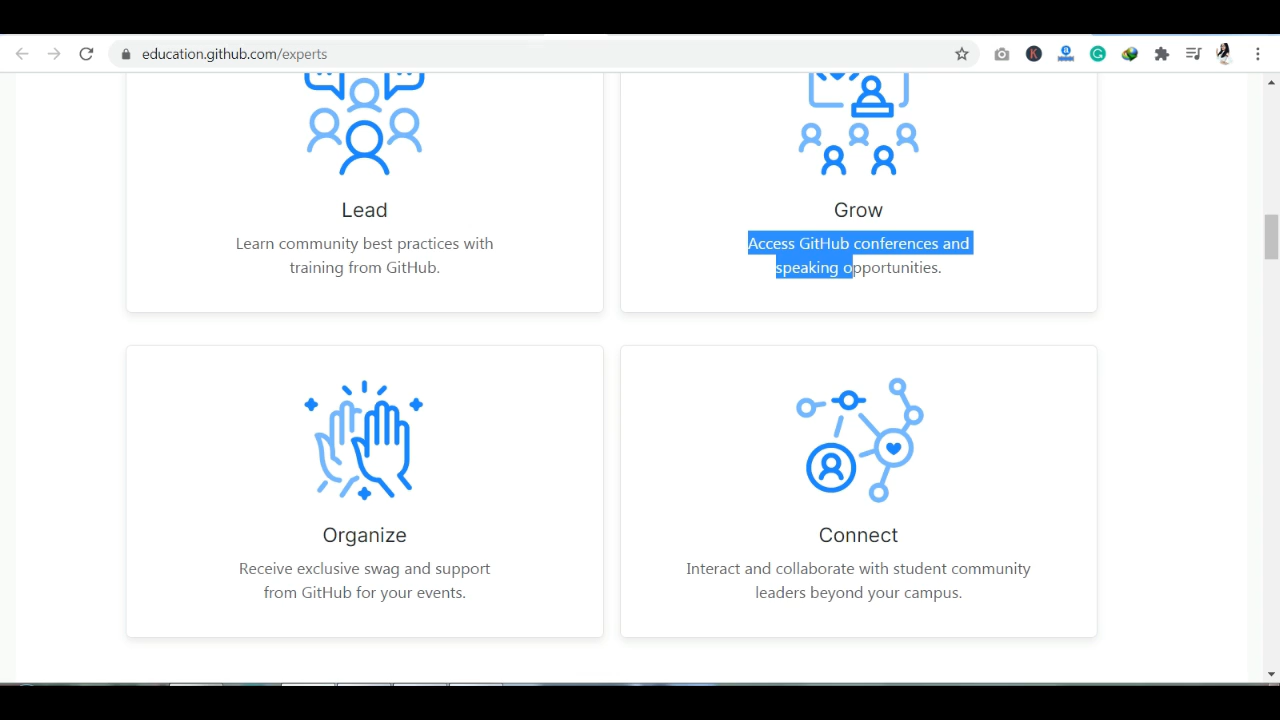 education.github.com/experts
Lead
Learn community best practices with
training from GitHub.
Grow
Access GitHub conferences and
speaking opportunities.
Organize
Receive exclusive swag and support
from GitHub for your events.
Connect
Interact and collaborate with student community
leaders beyond your campus.